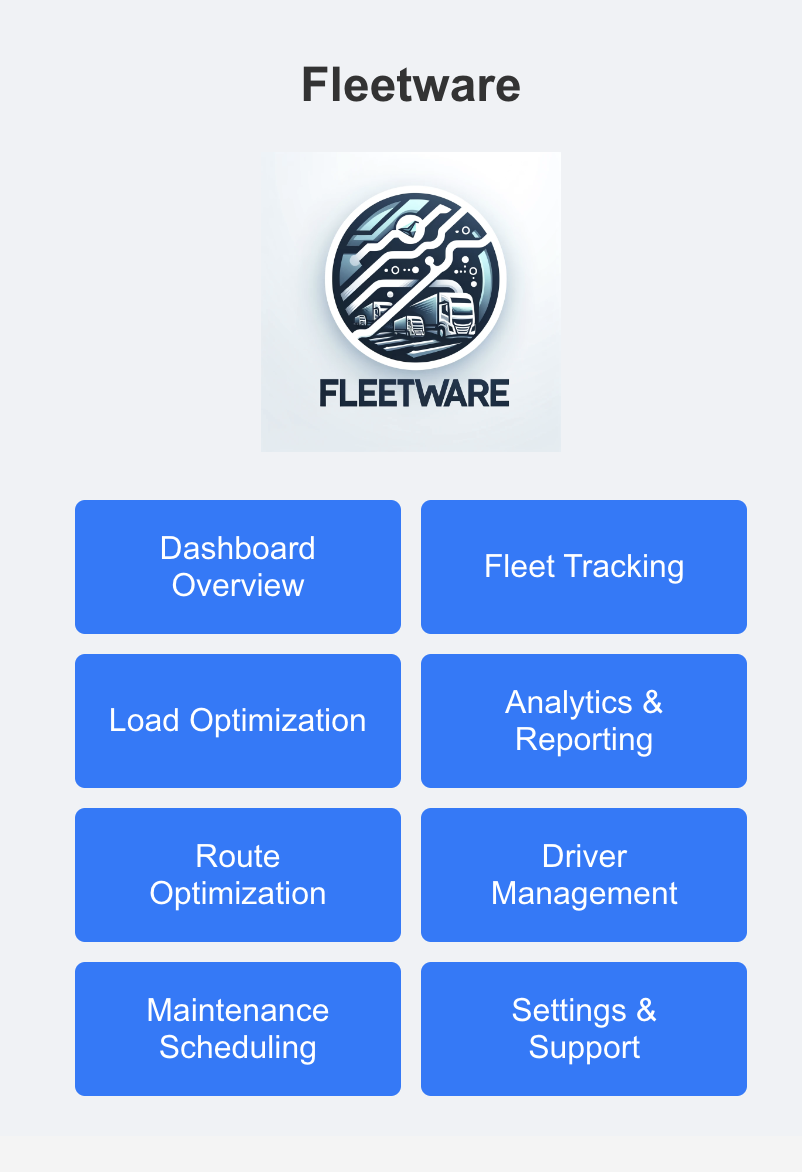 Fleetware
FLEETWARE
Dashboard
Overview
Fleet Tracking
Load Optimization
Analytics &
Reporting
Route
Optimization
Driver
Management
Maintenance
Scheduling
Settings &
Support